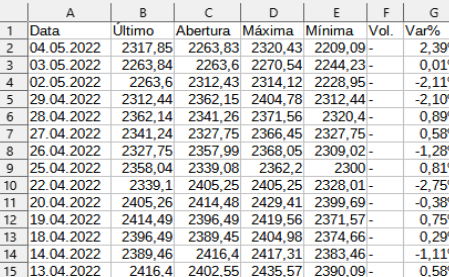 A B C D E F G
1 Data Último Abertura Máxima Mínima Vol. Var%
2 04.05.2022 2317,85 2263,83 2320,43 2209,09 - 2,39
3 03.05.2022 2263,84 2263,6 2270,54 2244,23 - 0,01
4 02.05.2022 2263,6 2312,43 2314,12 2228,95 - -2,11
5 29.04.2022 2312,44 2362,15 2404,78 2312,44 - -2,10
6 28.04.2022 2362,14 2341,26 2371,56 2320,4 - 0,89
7 27.04.2022 2341,24 2327,75 2366,45 2327,75 - 0,58
8 26.04.2022 2327,75 2357,99 2368,05 2309,02 - -1,28
9 25.04.2022 2358,04 2339,08 2362,2 2300 - 0,81
10 22.04.2022 2339,1 2405,25 2405,25 2328,01 - -2,75
11 20.04.2022 2405,26 2414,48 2429,41 2399,69 - -0,38
12 19.04.2022 2414,49 2396,49 2419,56 2371,57 - 0,75
13 18.04.2022 2396,49 2389,45 2404,98 2374,66 - 0,29
14 14.04.2022 2389,46 2416,4 2417,31 2383,46 - -1,11
15 13.04.2022 2416,4 2402,55 2435,57 2390,09 - 0,58